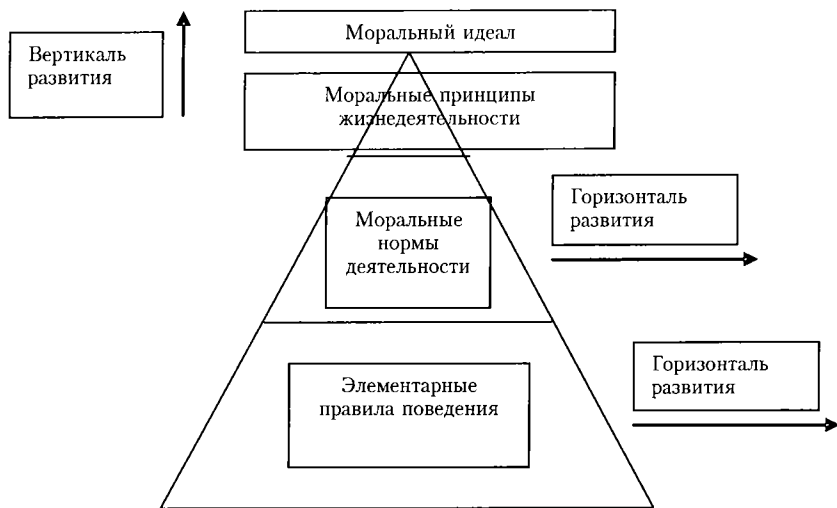 Моральный идеал
Вертикаль
развития
Моральные принципы
жизнедеятельности
Горизонталь
развития
Моральные
нормы
деятельности
Горизонталь
развития
Элементарные
правила поведения